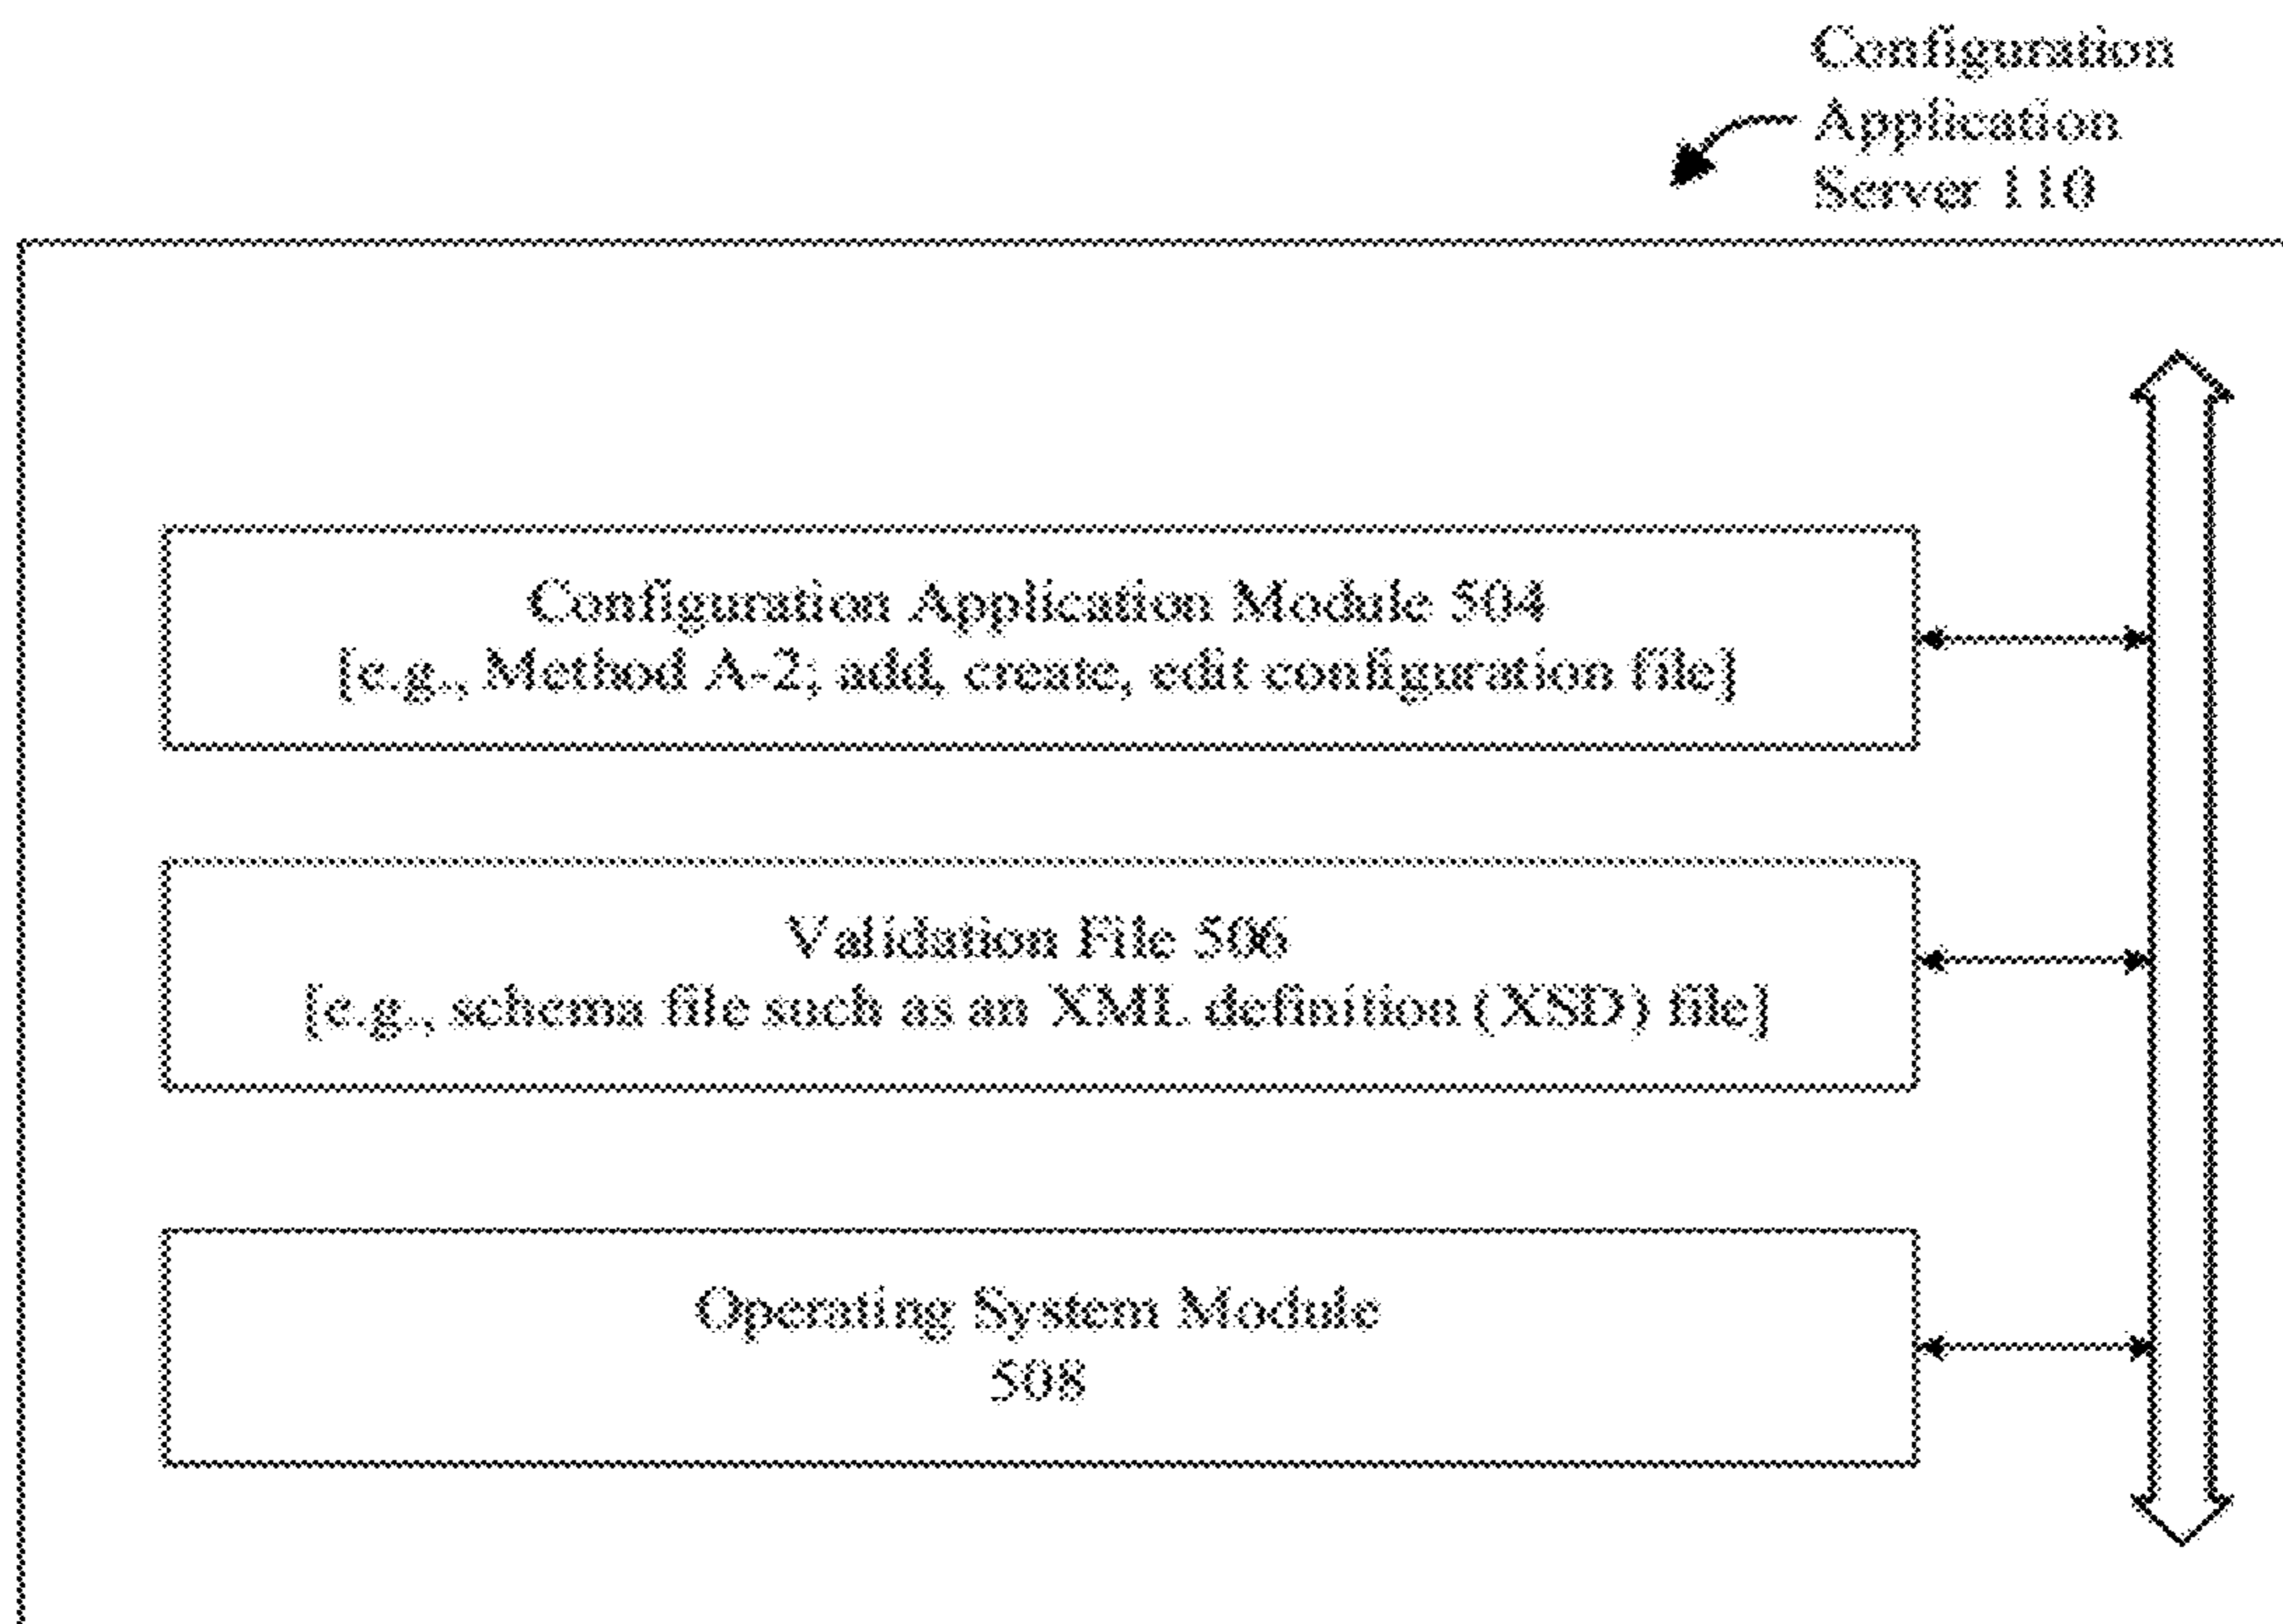 Configuration
Application
Server 110
Configuration Application Module 504
[e.g., Method A-2; add, create, edit configuration file]
Validation File 506
[e.g., schema file such as an XML definition (XSD) file]
Operating System Module
508